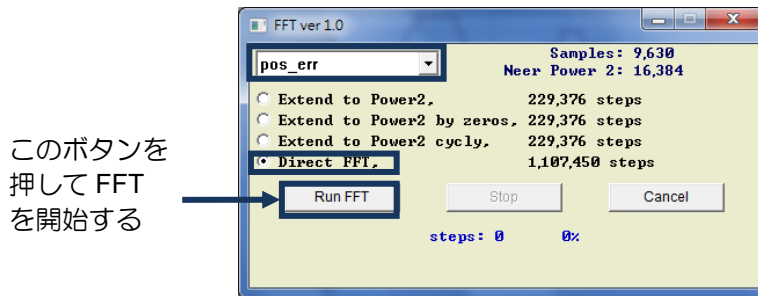 FFT ver 1.0
pos_err
Samples: 9,630
Neer Power 2: 16,384
Extend to Power2, 229,376 steps
Extend to Power2 by zeros, 229,376 steps
Extend to Power2 cycly, 229,376 steps
Direct FFT, 1,107,450 steps
このボタンを
押して FFT
を開始する
Run FFT Stop Cancel
steps: 0 0%